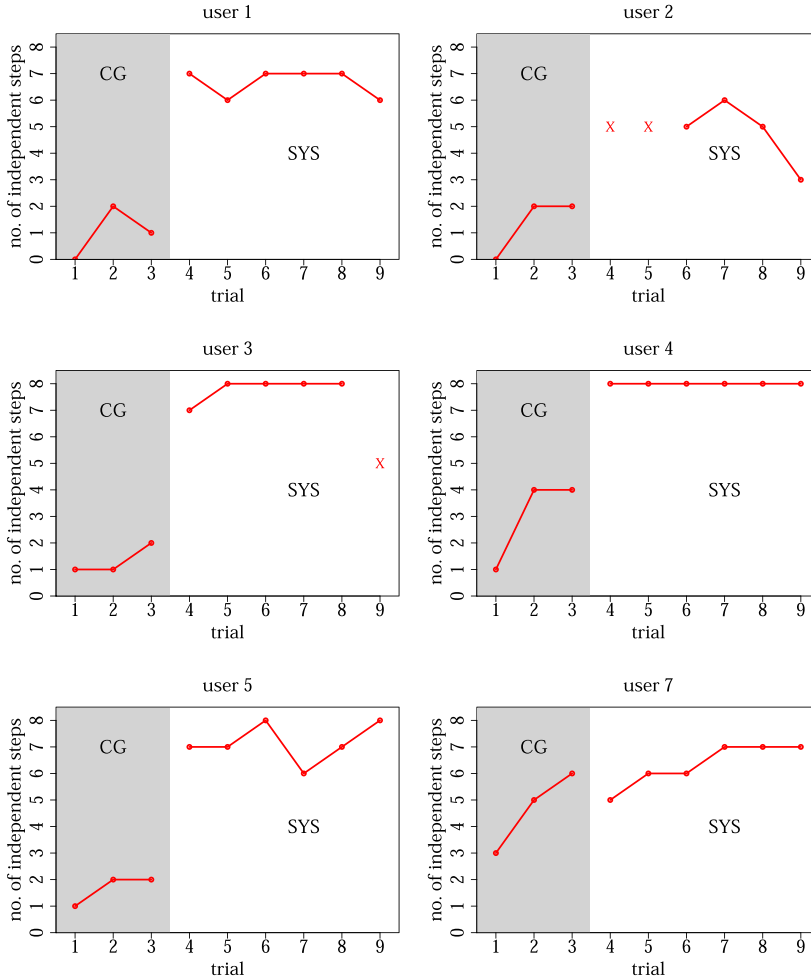 user 1
no. of independent steps
8
7
6
5
4
3
2
1
0
CG
SYS
1 2 3 4 5 6 7 8 9
trial
user 2
no. of independent steps
8
7
6
5
4
3
2
1
0
CG
X X
SYS
1 2 3 4 5 6 7 8 9
trial
user 3
no. of independent steps
8
7
6
5
4
3
2
1
0
CG
X
SYS
1 2 3 4 5 6 7 8 9
trial
user 4
no. of independent steps
8
7
6
5
4
3
2
1
0
CG
SYS
1 2 3 4 5 6 7 8 9
trial
user 5
no. of independent steps
8
7
6
5
4
3
2
1
0
CG
SYS
1 2 3 4 5 6 7 8 9
trial
user 7
no. of independent steps
8
7
6
5
4
3
2
1
0
CG
SYS
1 2 3 4 5 6 7 8 9
trial